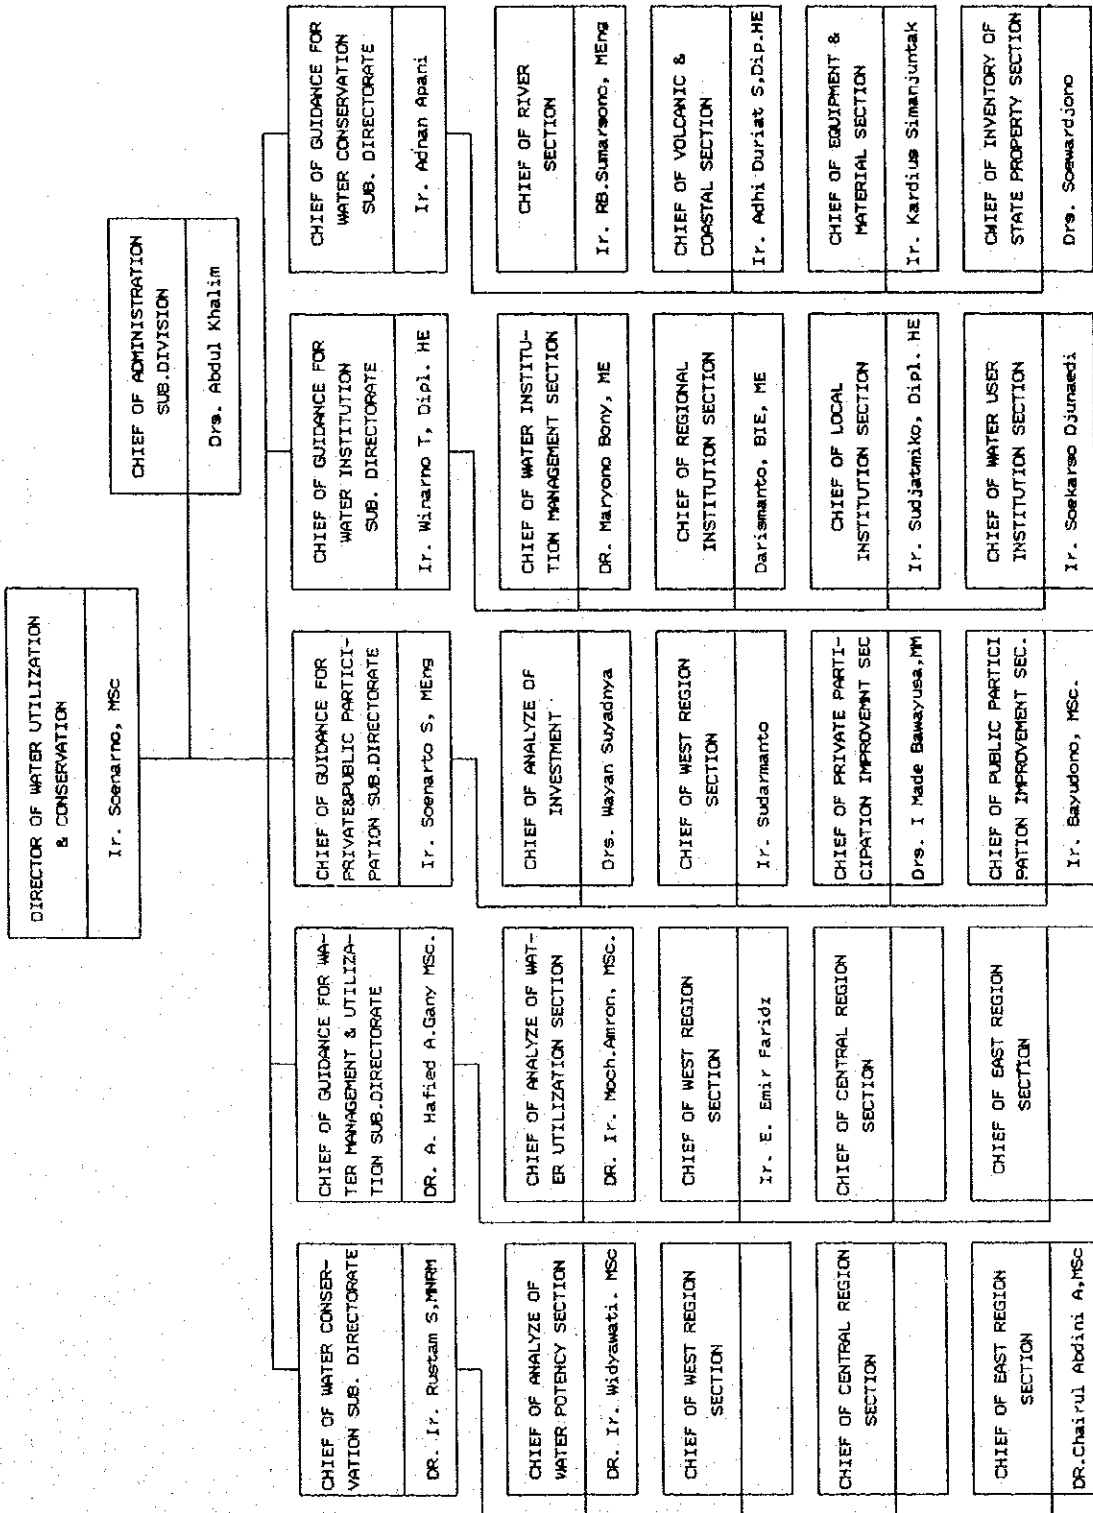 DIRECTOR OF WATER UTILIZATION
& CONSERVATION
Ir. Soenarno, MSc
CHIEF OF ADMINISTRATION
SUB.DIVISION
Drs. Abdul Khalim
CHIEF OF WATER CONSER-
VATION SUB. DIRECTORATE
DR. Ir. Rustam S,MNRM
CHIEF OF GUIDANCE FOR WA-
TER MANAGEMENT & UTILIZA-
TION SUB.DIRECTORATE
DR. A. Hafied A.Gany MSc.
CHIEF OF GUIDANCE FOR
PRIVATE&PUBLIC PARTICI-
PATION SUB.DIRECTORATE
Ir. Soenarto S, MEng
CHIEF OF GUIDANCE FOR
WATER INSTITUTION
SUB. DIRECTORATE
Ir. Winarno T, Dipl. HE
CHIEF OF GUIDANCE FOR
WATER CONSERVATION
SUB. DIRECTORATE
Ir. Adnan Apani
CHIEF OF ANALYZE OF
WATER POTENCY SECTION
DR. Ir. Widyawati. MSc
CHIEF OF ANALYZE OF WAT-
ER UTILIZATION SECTION
DR. Ir. Moch.Amron, MSc.
CHIEF OF ANALYZE OF
INVESTMENT
Drs. Wayan Suyadnya
CHIEF OF WATER INSTITU-
TION MANAGEMENT SECTION
DR. Maryono Bony, ME
CHIEF OF RIVER
SECTION
Ir. RB.Sumarsono, MEng
CHIEF OF WEST REGION
SECTION
CHIEF OF WEST REGION
SECTION
Ir. E. Emir Faridz
CHIEF OF WEST REGION
SECTION
Ir. Sudarmanto
CHIEF OF REGIONAL
INSTITUTION SECTION
Darismanto, BIE, ME
CHIEF OF VOLCANIC &
COASTAL SECTION
Ir. Adhi Duriat S,Dip.HE
CHIEF OF CENTRAL REGION
SECTION
CHIEF OF CENTRAL REGION
SECTION
CHIEF OF PRIVATE PARTI-
CIPATION IMPROVEMNT SEC
Drs. I Made Bawayusa,MM
CHIEF OF LOCAL
INSTITUTION SECTION
Ir. Sudjatmiko, Dipl. HE
CHIEF OF EQUIPMENT &
MATERIAL SECTION
Ir. Kardius Simanjuntak
CHIEF OF EAST REGION
SECTION
DR.Chairul Abdini A,MSc
CHIEF OF EAST REGION
SECTION
CHIEF OF PUBLIC PARTICI
PATION IMPROVEMENT SEC.
Ir. Bayudono, MSc.
CHIEF OF WATER USER
INSTITUTION SECTION
Ir. Soekarso Djunaedi
CHIEF OF INVENTORY OF
STATE PROPERTY SECTION
Drs. Soewardjono